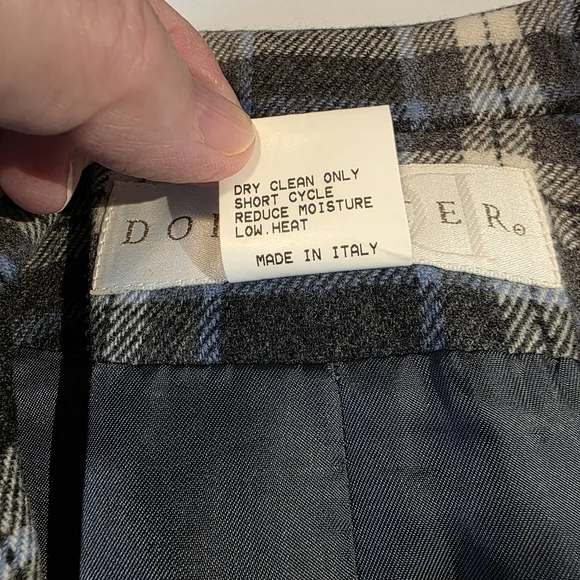 DRY CLEAN ONLY
SHORT CYCLE
REDUCE MOISTURE
LOW.HEAT
MADE IN ITALY